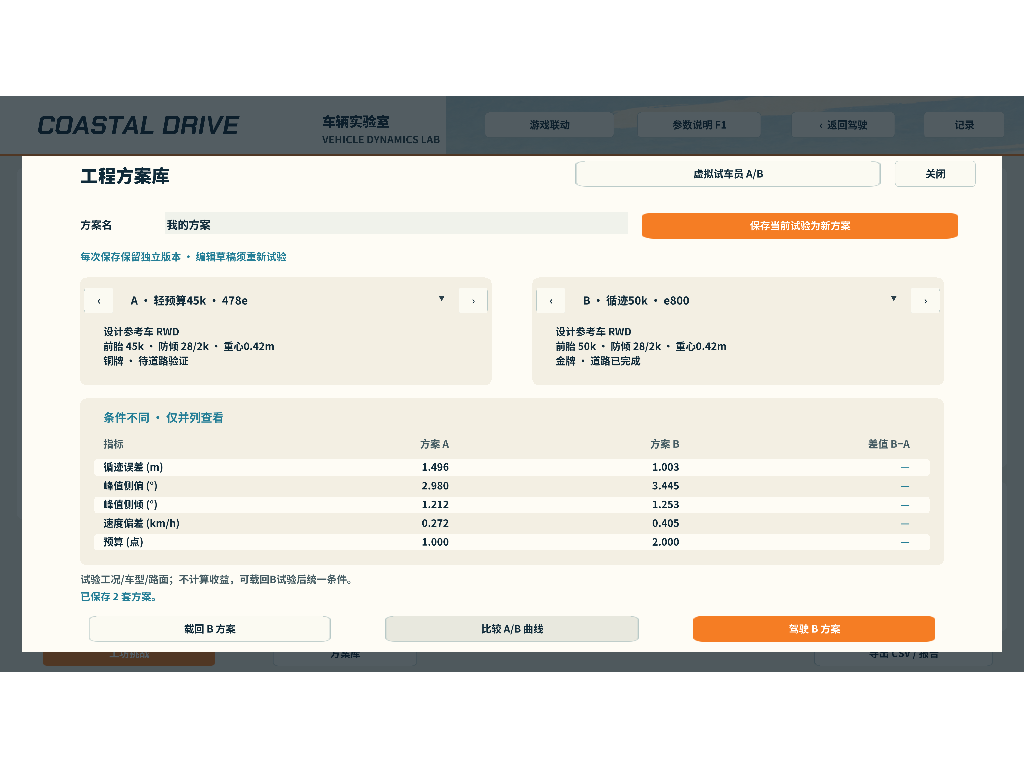 COASTAL DRIVE
车辆实验室
VEHICLE DYNAMICS LAB
游戏联动
参数说明 F1
‹ 返回驾驶
记录
工程方案库
虚拟试车员 A/B
关闭
方案名
我的方案
保存当前试验为新方案
每次保存保留独立版本 · 编辑草稿须重新试验
‹ A · 轻预算45k · 478e ▼ ›
设计参考车 RWD
前胎 45k · 防倾 28/2k · 重心0.42m
铜牌 · 待道路验证
‹ B · 循迹50k · e800 ▼ ›
设计参考车 RWD
前胎 50k · 防倾 28/2k · 重心0.42m
金牌 · 道路已完成
条件不同 · 仅并列查看
指标 方案 A 方案 B 差值 B−A
循迹误差 (m) 1.496 1.003 —
峰值侧偏 (°) 2.980 3.445 —
峰值侧倾 (°) 1.212 1.253 —
速度偏差 (km/h) 0.272 0.405 —
预算 (点) 1.000 2.000 —
试验工况/车型/路面；不计算收益，可载回B试验后统一条件。
已保存 2 套方案。
载回 B 方案
比较 A/B 曲线
驾驶 B 方案
方案库
导出 CSV / 报告